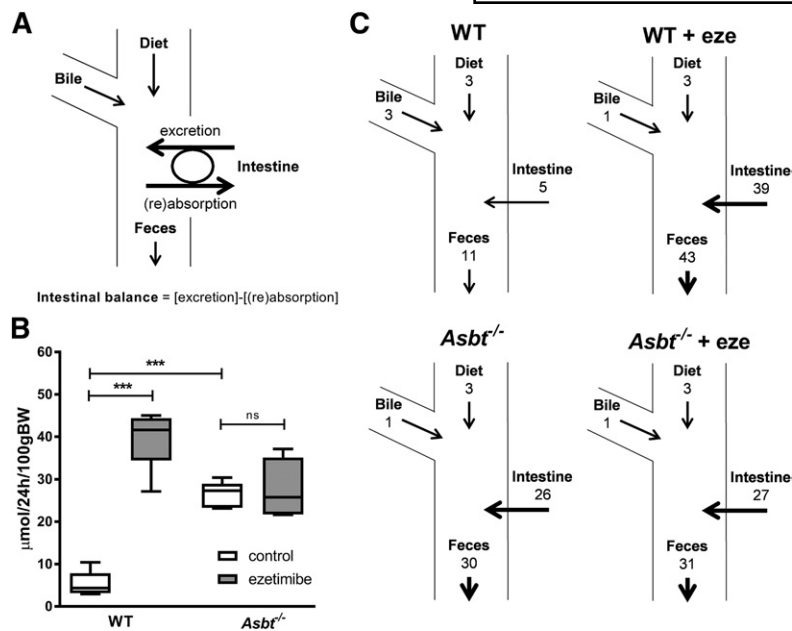 A
Diet
Bile
excretion
Intestine
(re)absorption
Feces
Intestinal balance = [excretion]-[(re)absorption]
B
μmol/24h/100gBW
60
50
40
30
20
10
0
***
***
ns
control
ezetimibe
WT
Asbt-/-
C
WT
Diet
3
Bile
3
Intestine
5
Feces
11
WT + eze
Diet
3
Bile
1
Intestine
39
Feces
43
Asbt-/-
Diet
3
Bile
1
Intestine
26
Feces
30
Asbt-/- + eze
Diet
3
Bile
1
Intestine
27
Feces
31